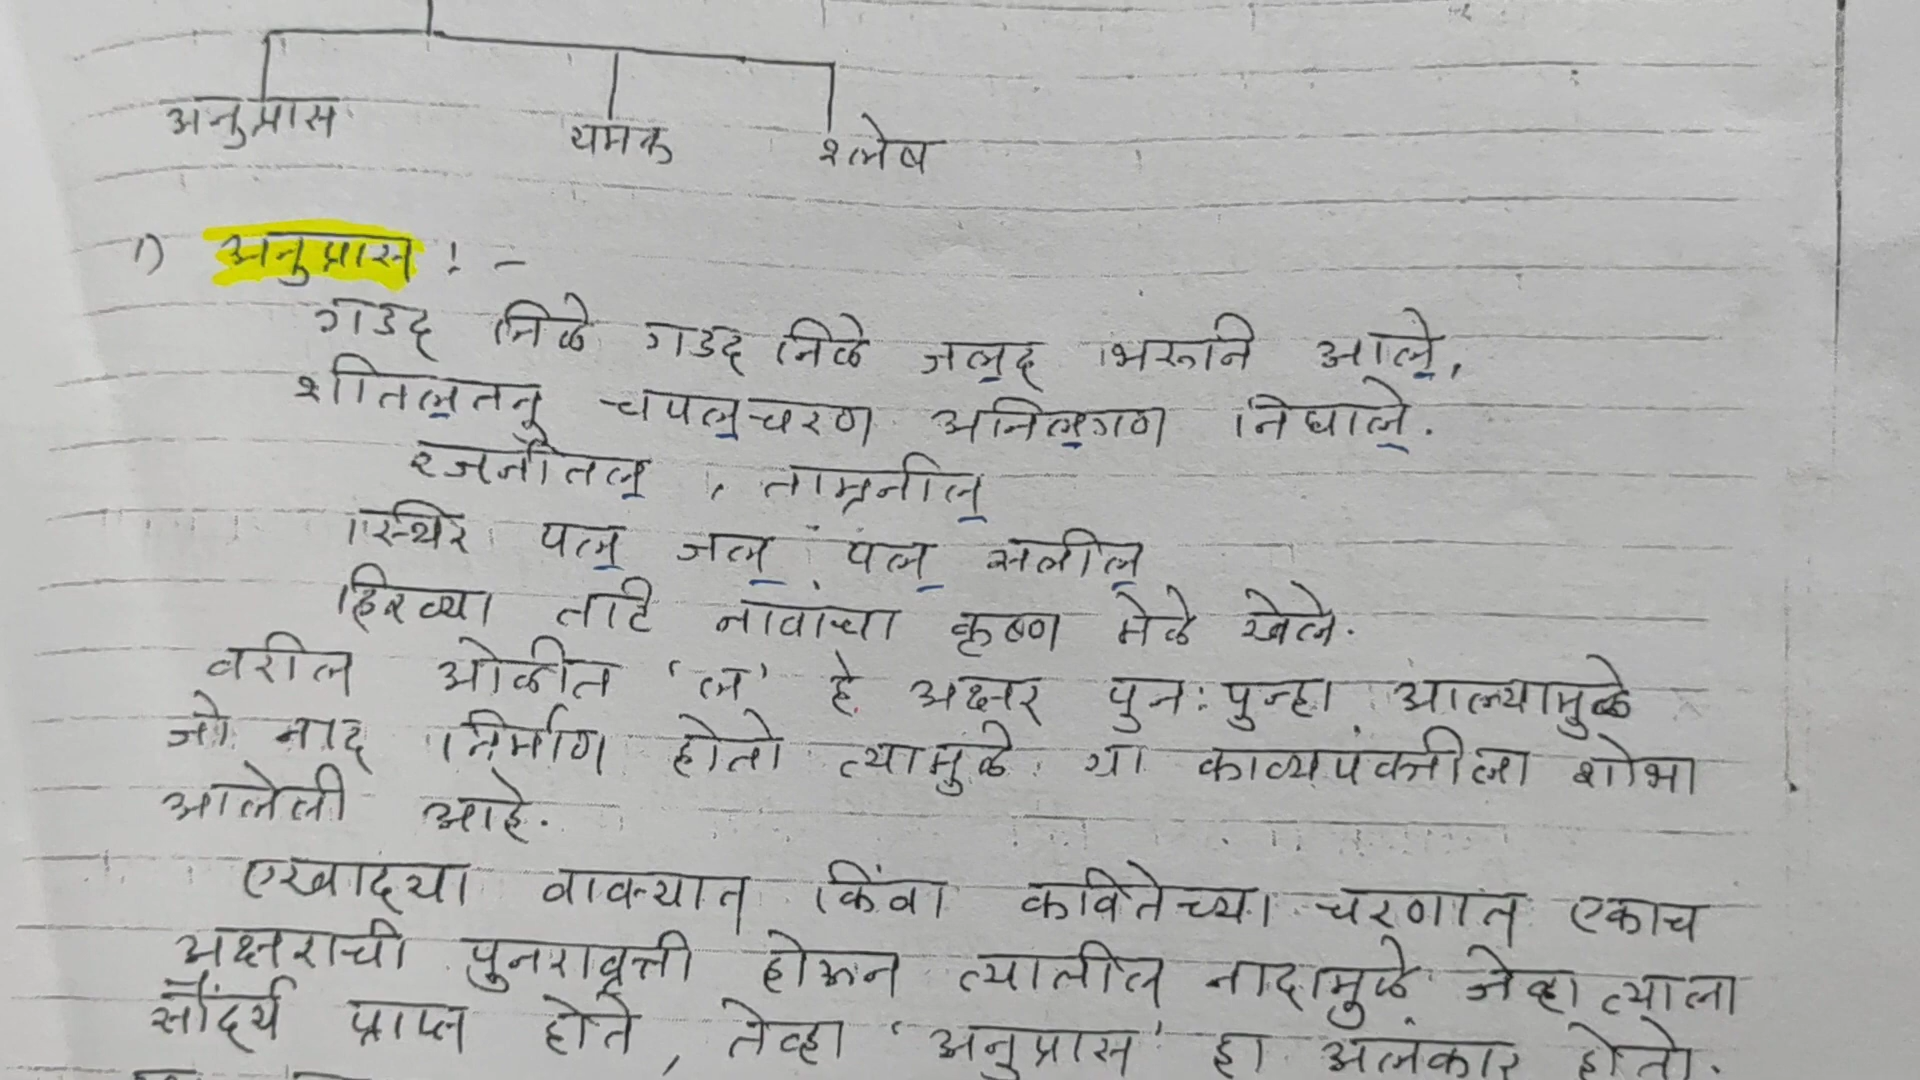 अनुप्रास यमक श्लेष
1) अनुप्रास : -
गडद निळे गडद निळे जलद भरुनि आले,
शीतलतनु चपलचरण अनिलगण निघाले.
रजनीतल, ताम्रनील
स्थिर पल जल पल सलील
हिरव्या तटि नावांचा कृष्ण मेळे खेले.
वरील ओळीत 'ल' हे अक्षर पुनःपुन्हा आल्यामुळे
जो नाद निर्माण होतो त्यामुळे या काव्यपंक्तीला शोभा
आलेली आहे.
एखादया वाक्यात किंवा कवितेच्या चरणात एकाच
अक्षराची पुनरावृत्ती होऊन त्यातील नादामुळे जेव्हा त्याला
सौंदर्य प्राप्त होते, तेव्हा 'अनुप्रास' हा अलंकार होतो.